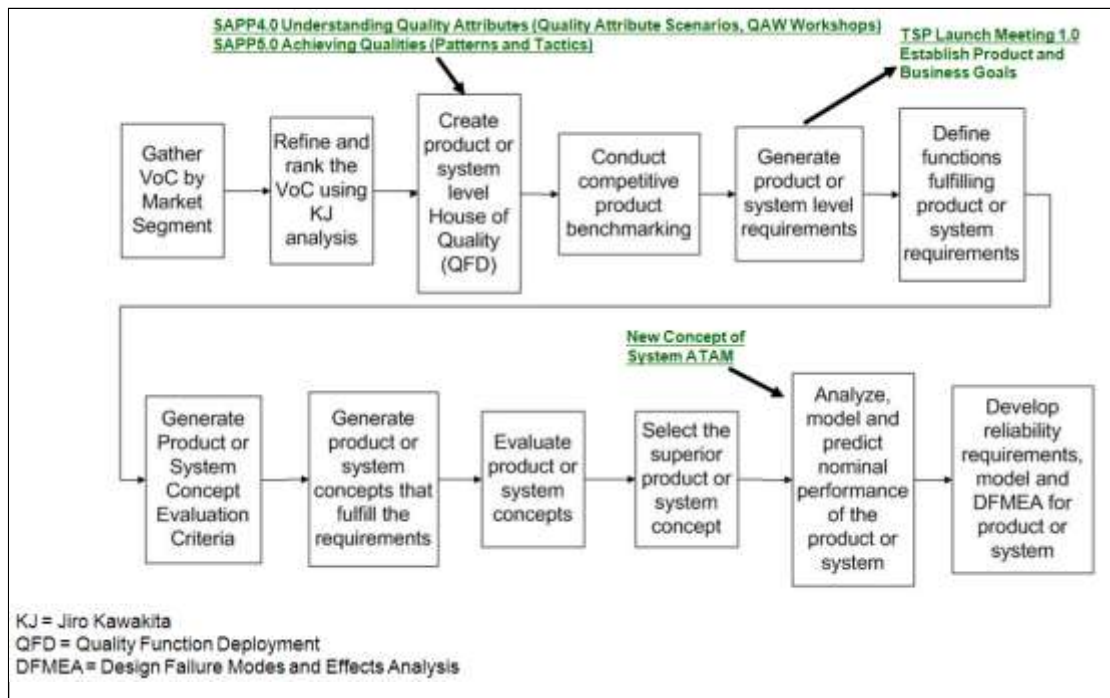 SAPP4.0 Understanding Quality Attributes (Quality Attribute Scenarios, QAW Workshops)
SAPP5.0 Achieving Qualities (Patterns and Tactics)
TSP Launch Meeting 1.0
Establish Product and
Business Goals
Gather
VoC by
Market
Segment
Refine and
rank the
VoC using
KJ
analysis
Create
product or
system
level
House of
Quality
(QFD)
Conduct
competitive
product
benchmarking
Generate
product or
system level
requirements
Define
functions
fulfilling
product or
system
requirements
New Concept of
System ATAM
Generate
Product or
System
Concept
Evaluation
Criteria
Generate
product or
system
concepts that
fulfill the
requirements
Evaluate
product or
system
concepts
Select the
superior
product or
system
concept
Analyze,
model and
predict
nominal
performance
of the
product or
system
Develop
reliability
requirements,
model and
DFMEA for
product or
system
KJ = Jiro Kawakita
QFD = Quality Function Deployment
DFMEA = Design Failure Modes and Effects Analysis